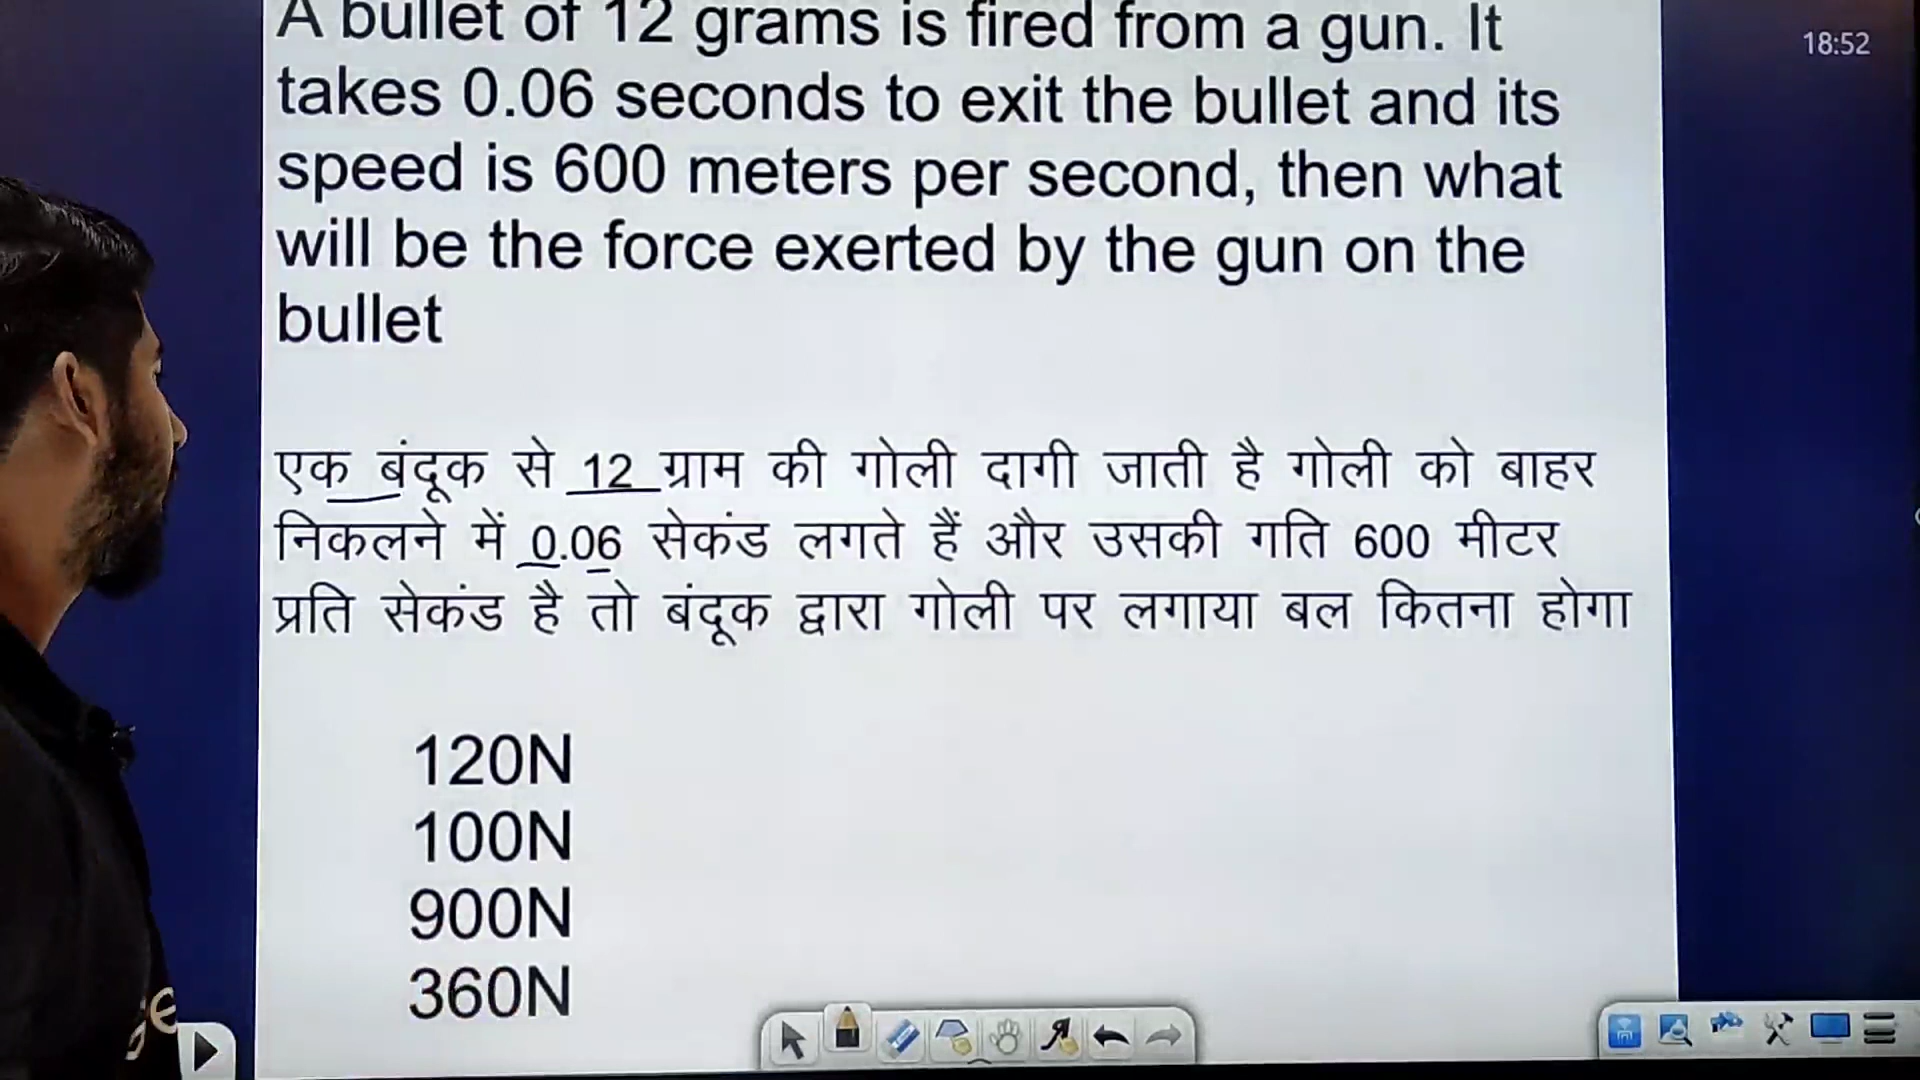 A bullet of 12 grams is fired from a gun. It
takes 0.06 seconds to exit the bullet and its
speed is 600 meters per second, then what
will be the force exerted by the gun on the
bullet
18:52
एक बंदूक से 12 ग्राम की गोली दागी जाती है गोली को बाहर
निकलने में 0.06 सेकंड लगते हैं और उसकी गति 600 मीटर
प्रति सेकंड है तो बंदूक द्वारा गोली पर लगाया बल कितना होगा
120N
100N
900N
360N